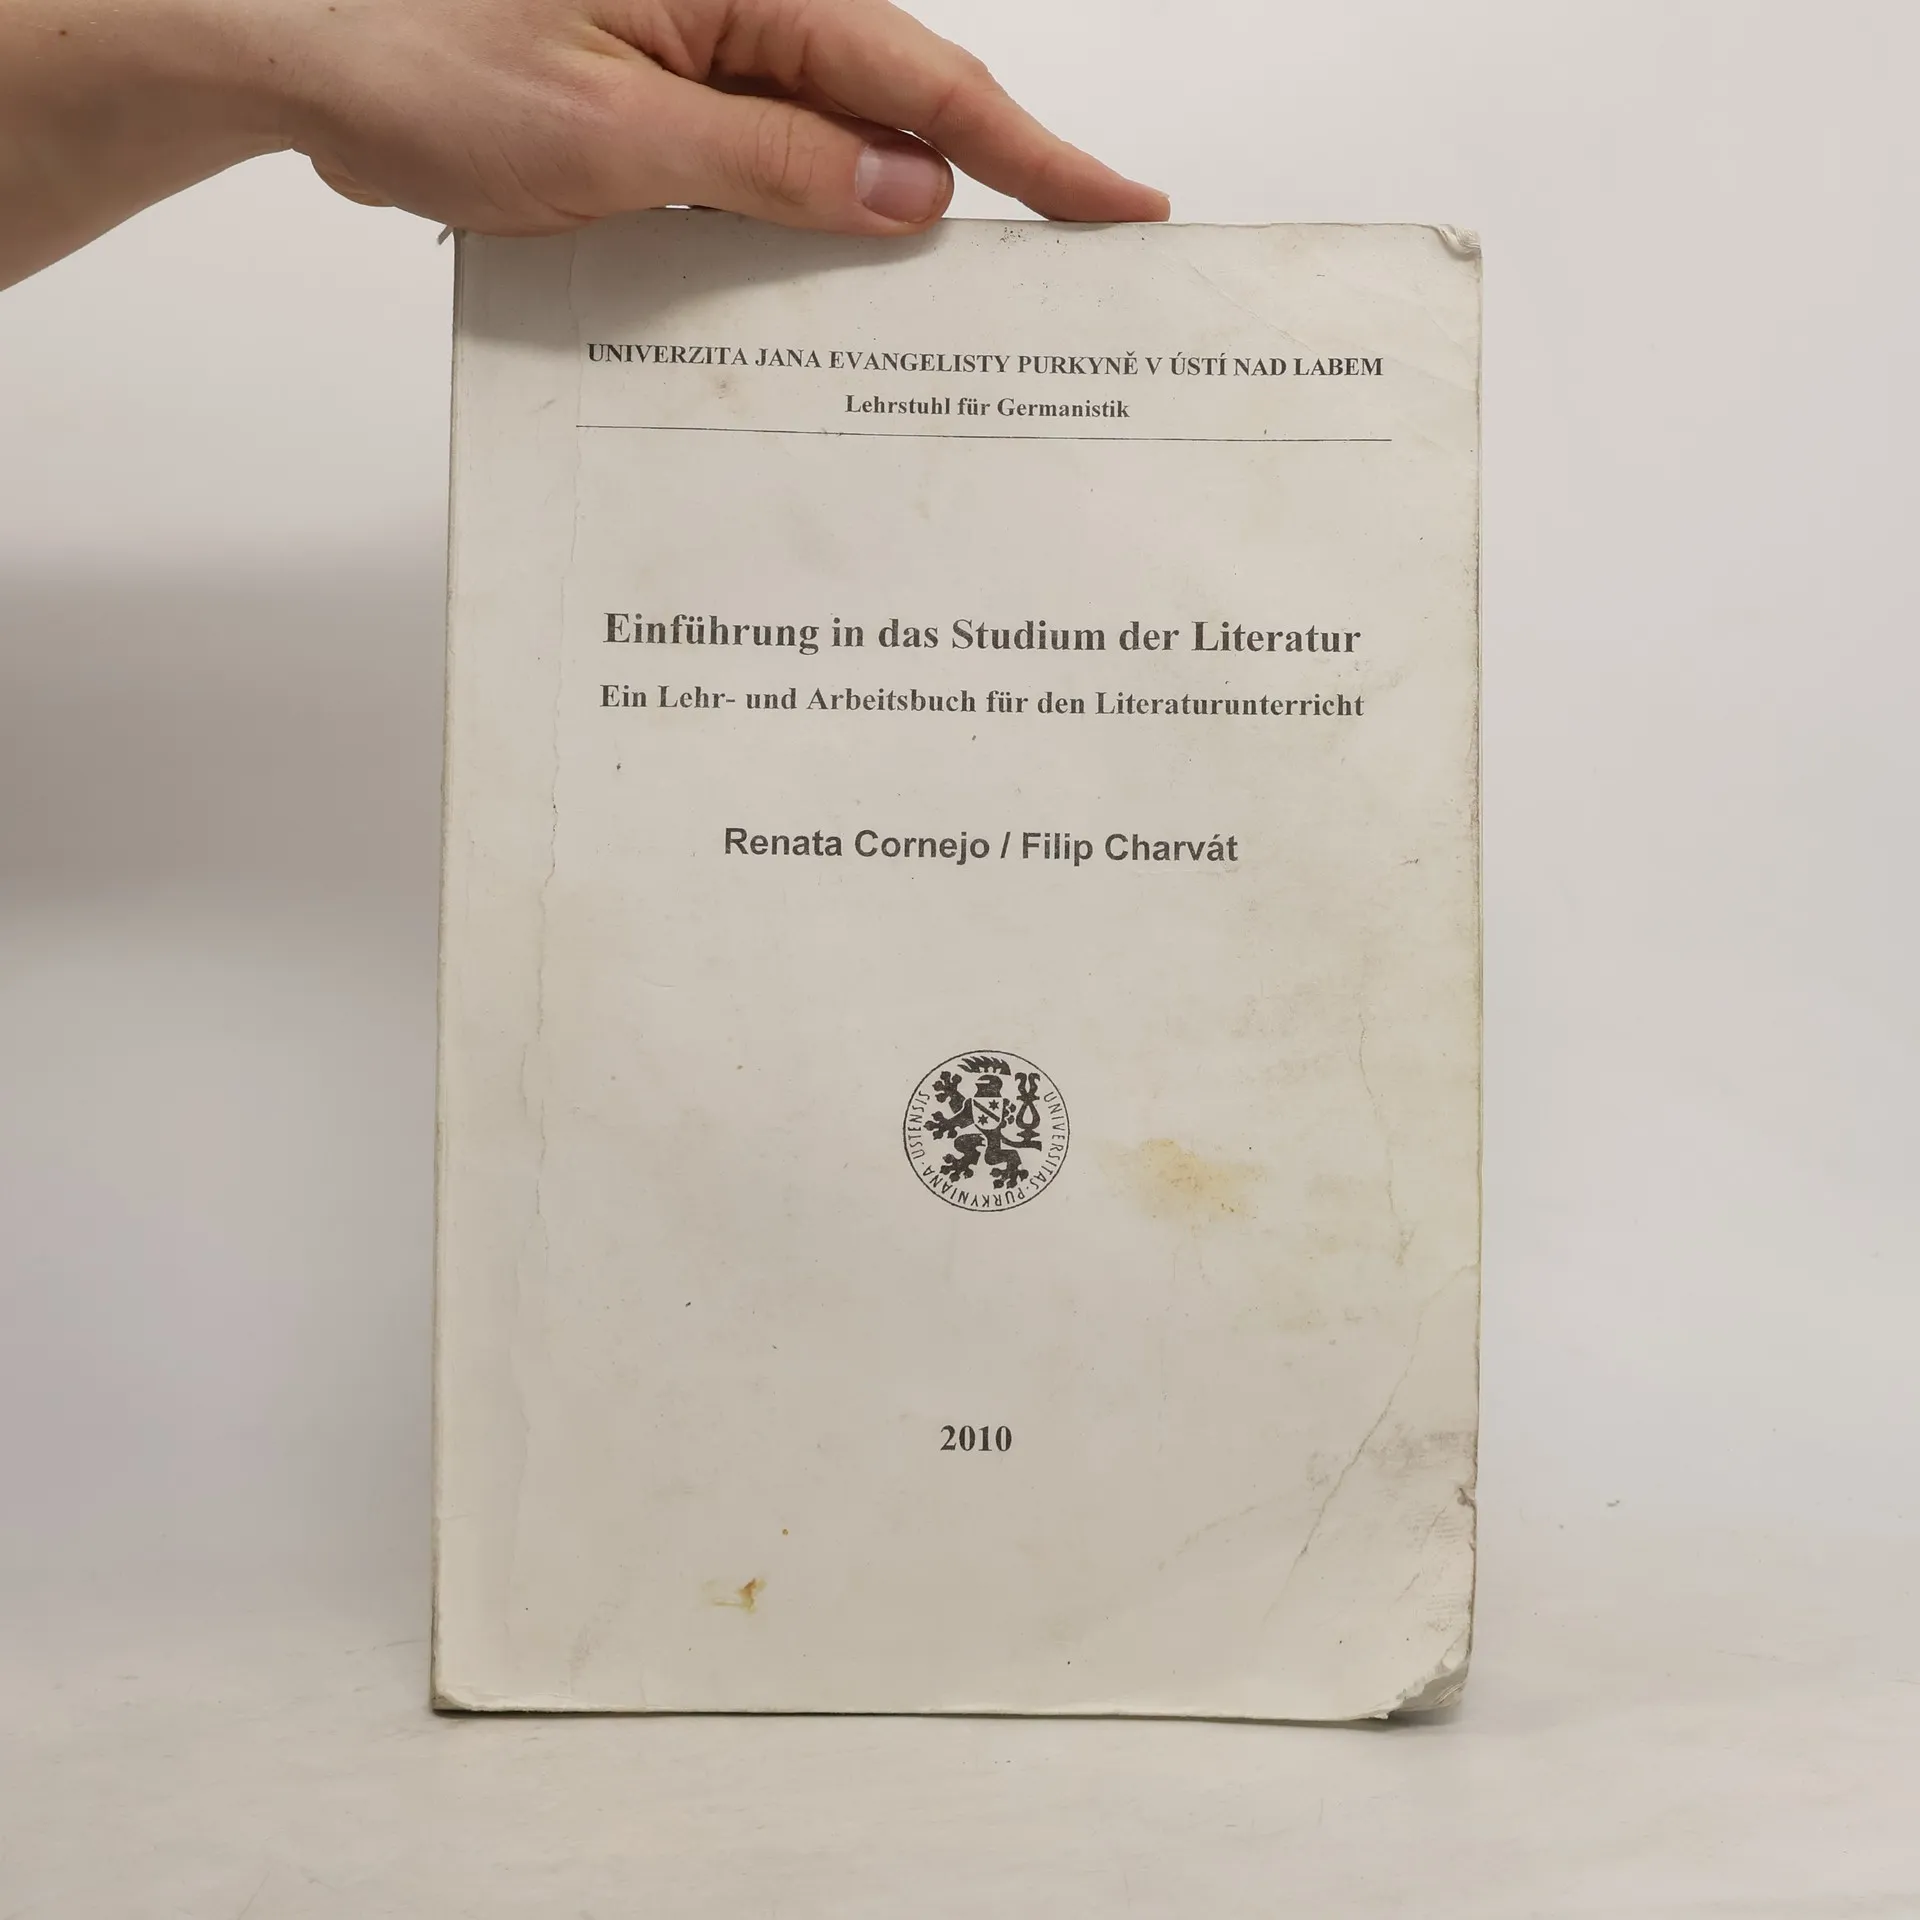 UNIVERZITA JANA EVANGELISTY PURKYNĚ V ÚSTÍ NAD LABEM
Lehrstuhl für Germanistik
Einführung in das Studium der Literatur
Ein Lehr- und Arbeitsbuch für den Literaturunterricht
Renata Cornejo / Filip Charvát
UNIVERSITAS·PURKYNIANA·USTENSIS
2010